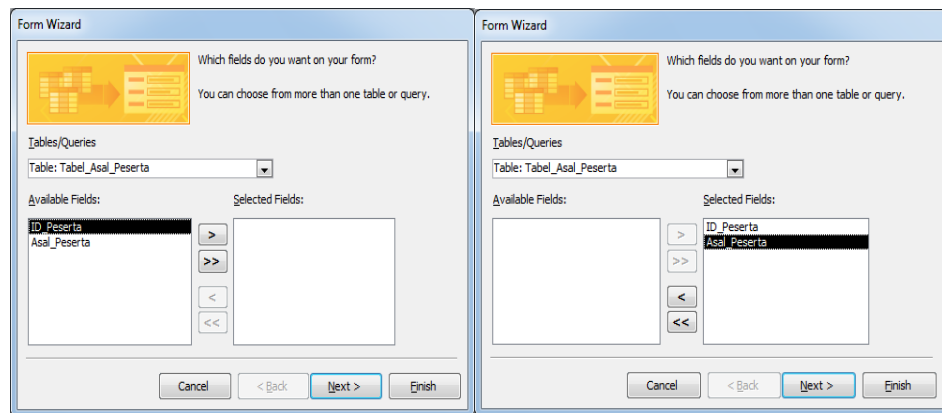 Form Wizard
Which fields do you want on your form?
You can choose from more than one table or query.
Tables/Queries
Table: Tabel_Asal_Peserta
Available Fields:
Selected Fields:
ID_Peserta
Asal_Peserta
>
>>
<
<<
Cancel
< Back
Next >
Finish
Form Wizard
Which fields do you want on your form?
You can choose from more than one table or query.
Tables/Queries
Table: Tabel_Asal_Peserta
Available Fields:
Selected Fields:
>
>>
<
<<
ID_Peserta
Asal_Peserta
Cancel
< Back
Next >
Finish